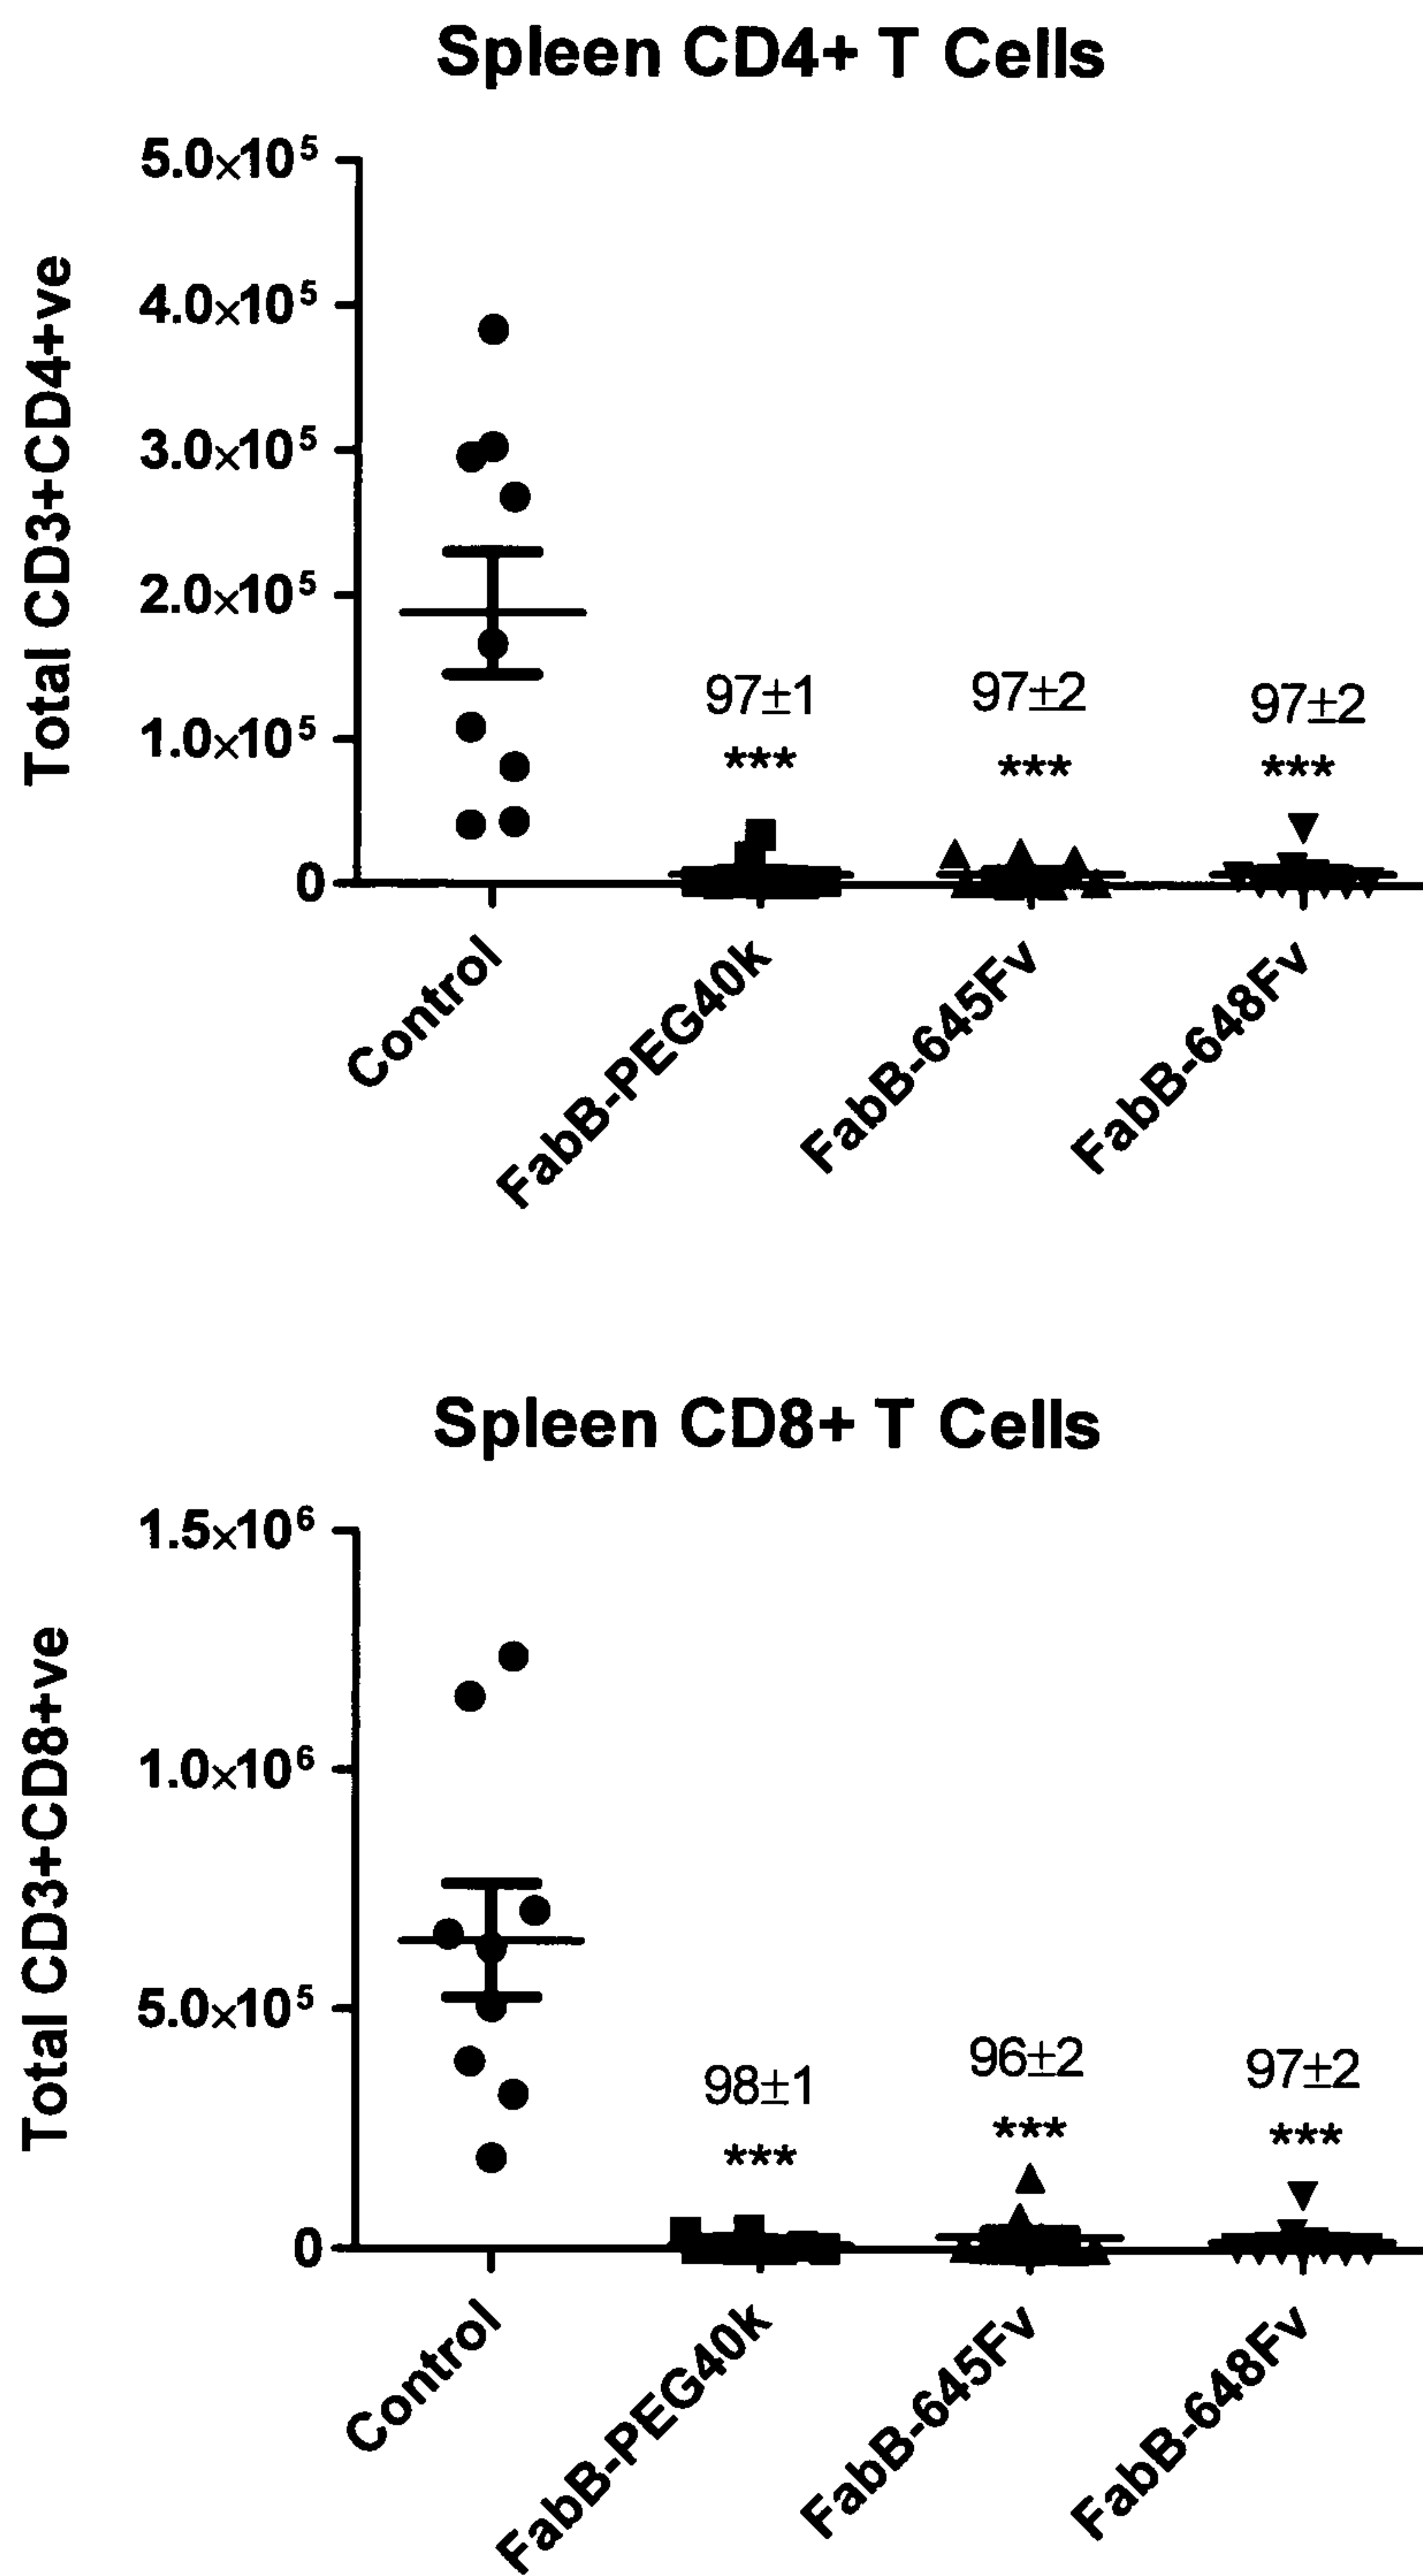 Spleen CD4+ T Cells
5.0×10⁵
4.0×10⁵
3.0×10⁵
2.0×10⁵
1.0×10⁵
0
Total CD3+CD4+ve
97±1
97±2
97±2
***
***
***
Control
FabB-PEG40k
FabB-645Fv
FabB-648Fv
Spleen CD8+ T Cells
1.5×10⁶
1.0×10⁶
5.0×10⁵
0
Total CD3+CD8+ve
98±1
96±2
97±2
***
***
***
Control
FabB-PEG40k
FabB-645Fv
FabB-648Fv